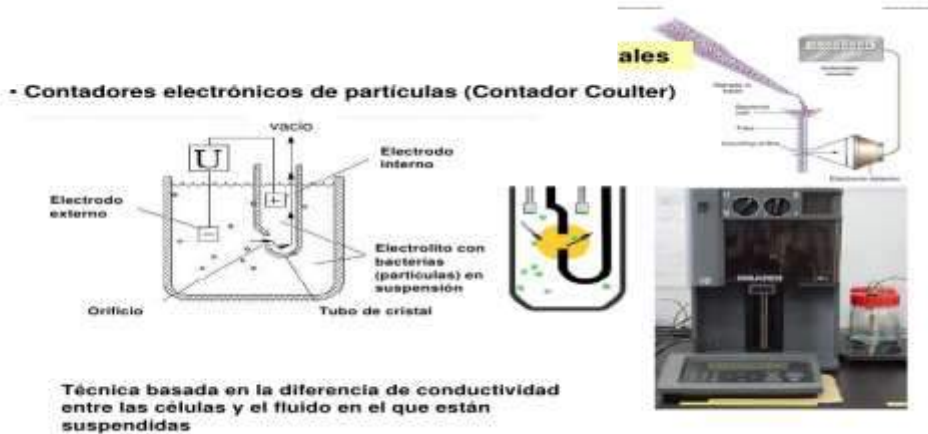 ales
• Contadores electrónicos de partículas (Contador Coulter)
vacio
Electrodo
interno
Electrodo
externo
Electrolito con
bacterias
(partículas) en
suspensión
Orificio
Tubo de cristal
Técnica basada en la diferencia de conductividad
entre las células y el fluido en el que están
suspendidas